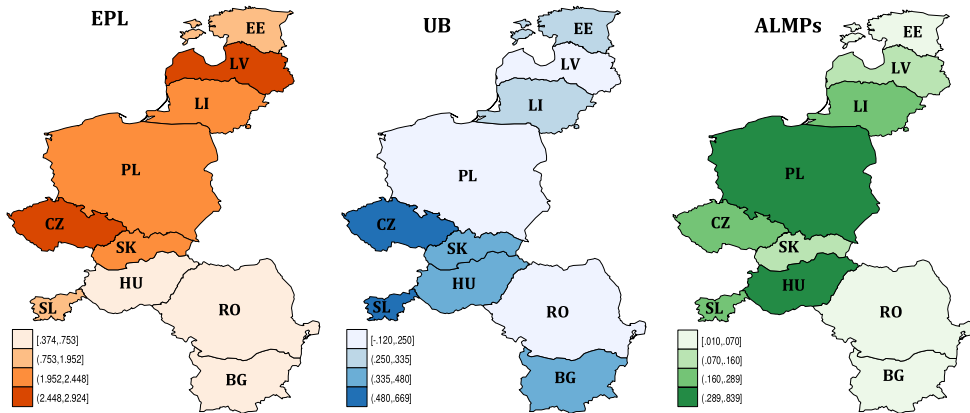 EPL
EE
LV
LI
PL
CZ
SK
HU
SL
RO
BG
[.374,.753]
(.753,1.952]
(1.952,2.448]
(2.448,2.924]
UB
EE
LV
LI
PL
CZ
SK
HU
SL
RO
BG
[-.120,.250]
(.250,.335]
(.335,.480]
(.480,.669]
ALMPs
EE
LV
LI
PL
CZ
SK
HU
SL
RO
BG
[.010,.070]
(.070,.160]
(.160,.289]
(.289,.839]